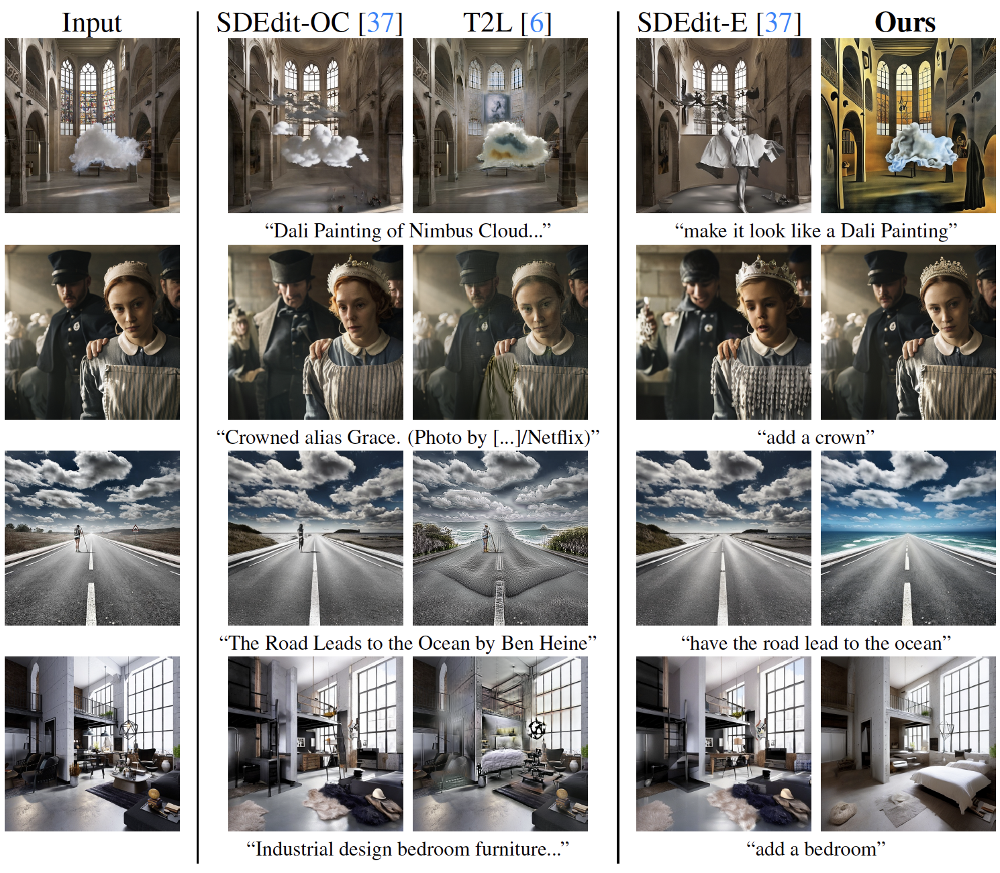 Input SDEdit-OC [37] T2L [6] SDEdit-E [37] Ours
“Dali Painting of Nimbus Cloud...” “make it look like a Dali Painting”
“Crowned alias Grace. (Photo by [...]/Netflix)” “add a crown”
“The Road Leads to the Ocean by Ben Heine” “have the road lead to the ocean”
“Industrial design bedroom furniture...” “add a bedroom”